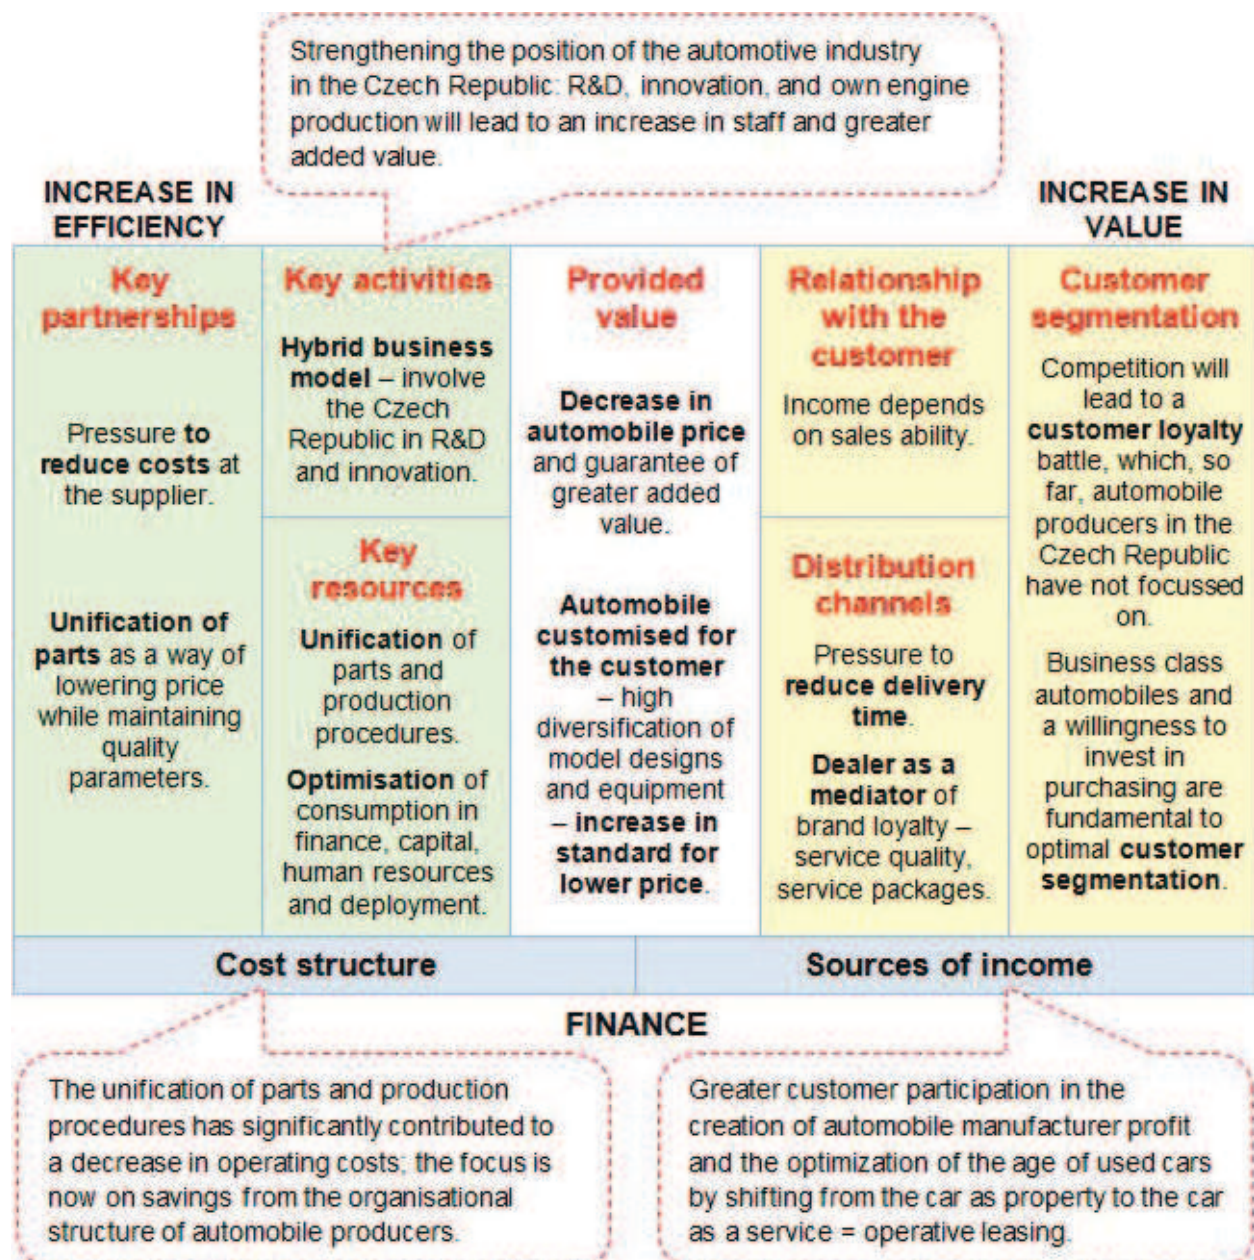 Strengthening the position of the automotive industry
in the Czech Republic: R&D, innovation, and own engine
production will lead to an increase in staff and greater
added value.
INCREASE IN
EFFICIENCY
INCREASE IN
VALUE
Key
partnerships
Pressure to
reduce costs at
the supplier.
Unification of
parts as a way of
lowering price
while maintaining
quality
parameters.
Key activities
Hybrid business
model – involve
the Czech
Republic in R&D
and innovation.
Key
resources
Unification of
parts and
production
procedures.
Optimisation of
consumption in
finance, capital,
human resources
and deployment.
Provided
value
Decrease in
automobile price
and guarantee of
greater added
value.
Automobile
customised for
the customer
– high
diversification of
model designs
and equipment
– increase in
standard for
lower price.
Relationship
with the
customer
Income depends
on sales ability.
Distribution
channels
Pressure to
reduce delivery
time.
Dealer as a
mediator of
brand loyalty –
service quality,
service packages.
Customer
segmentation
Competition will
lead to a
customer loyalty
battle, which, so
far, automobile
producers in the
Czech Republic
have not focussed
on.
Business class
automobiles and
a willingness to
invest in
purchasing are
fundamental to
optimal customer
segmentation.
Cost structure
Sources of income
FINANCE
The unification of parts and production
procedures has significantly contributed to
a decrease in operating costs; the focus is
now on savings from the organisational
structure of automobile producers.
Greater customer participation in the
creation of automobile manufacturer profit
and the optimization of the age of used cars
by shifting from the car as property to the car
as a service = operative leasing.